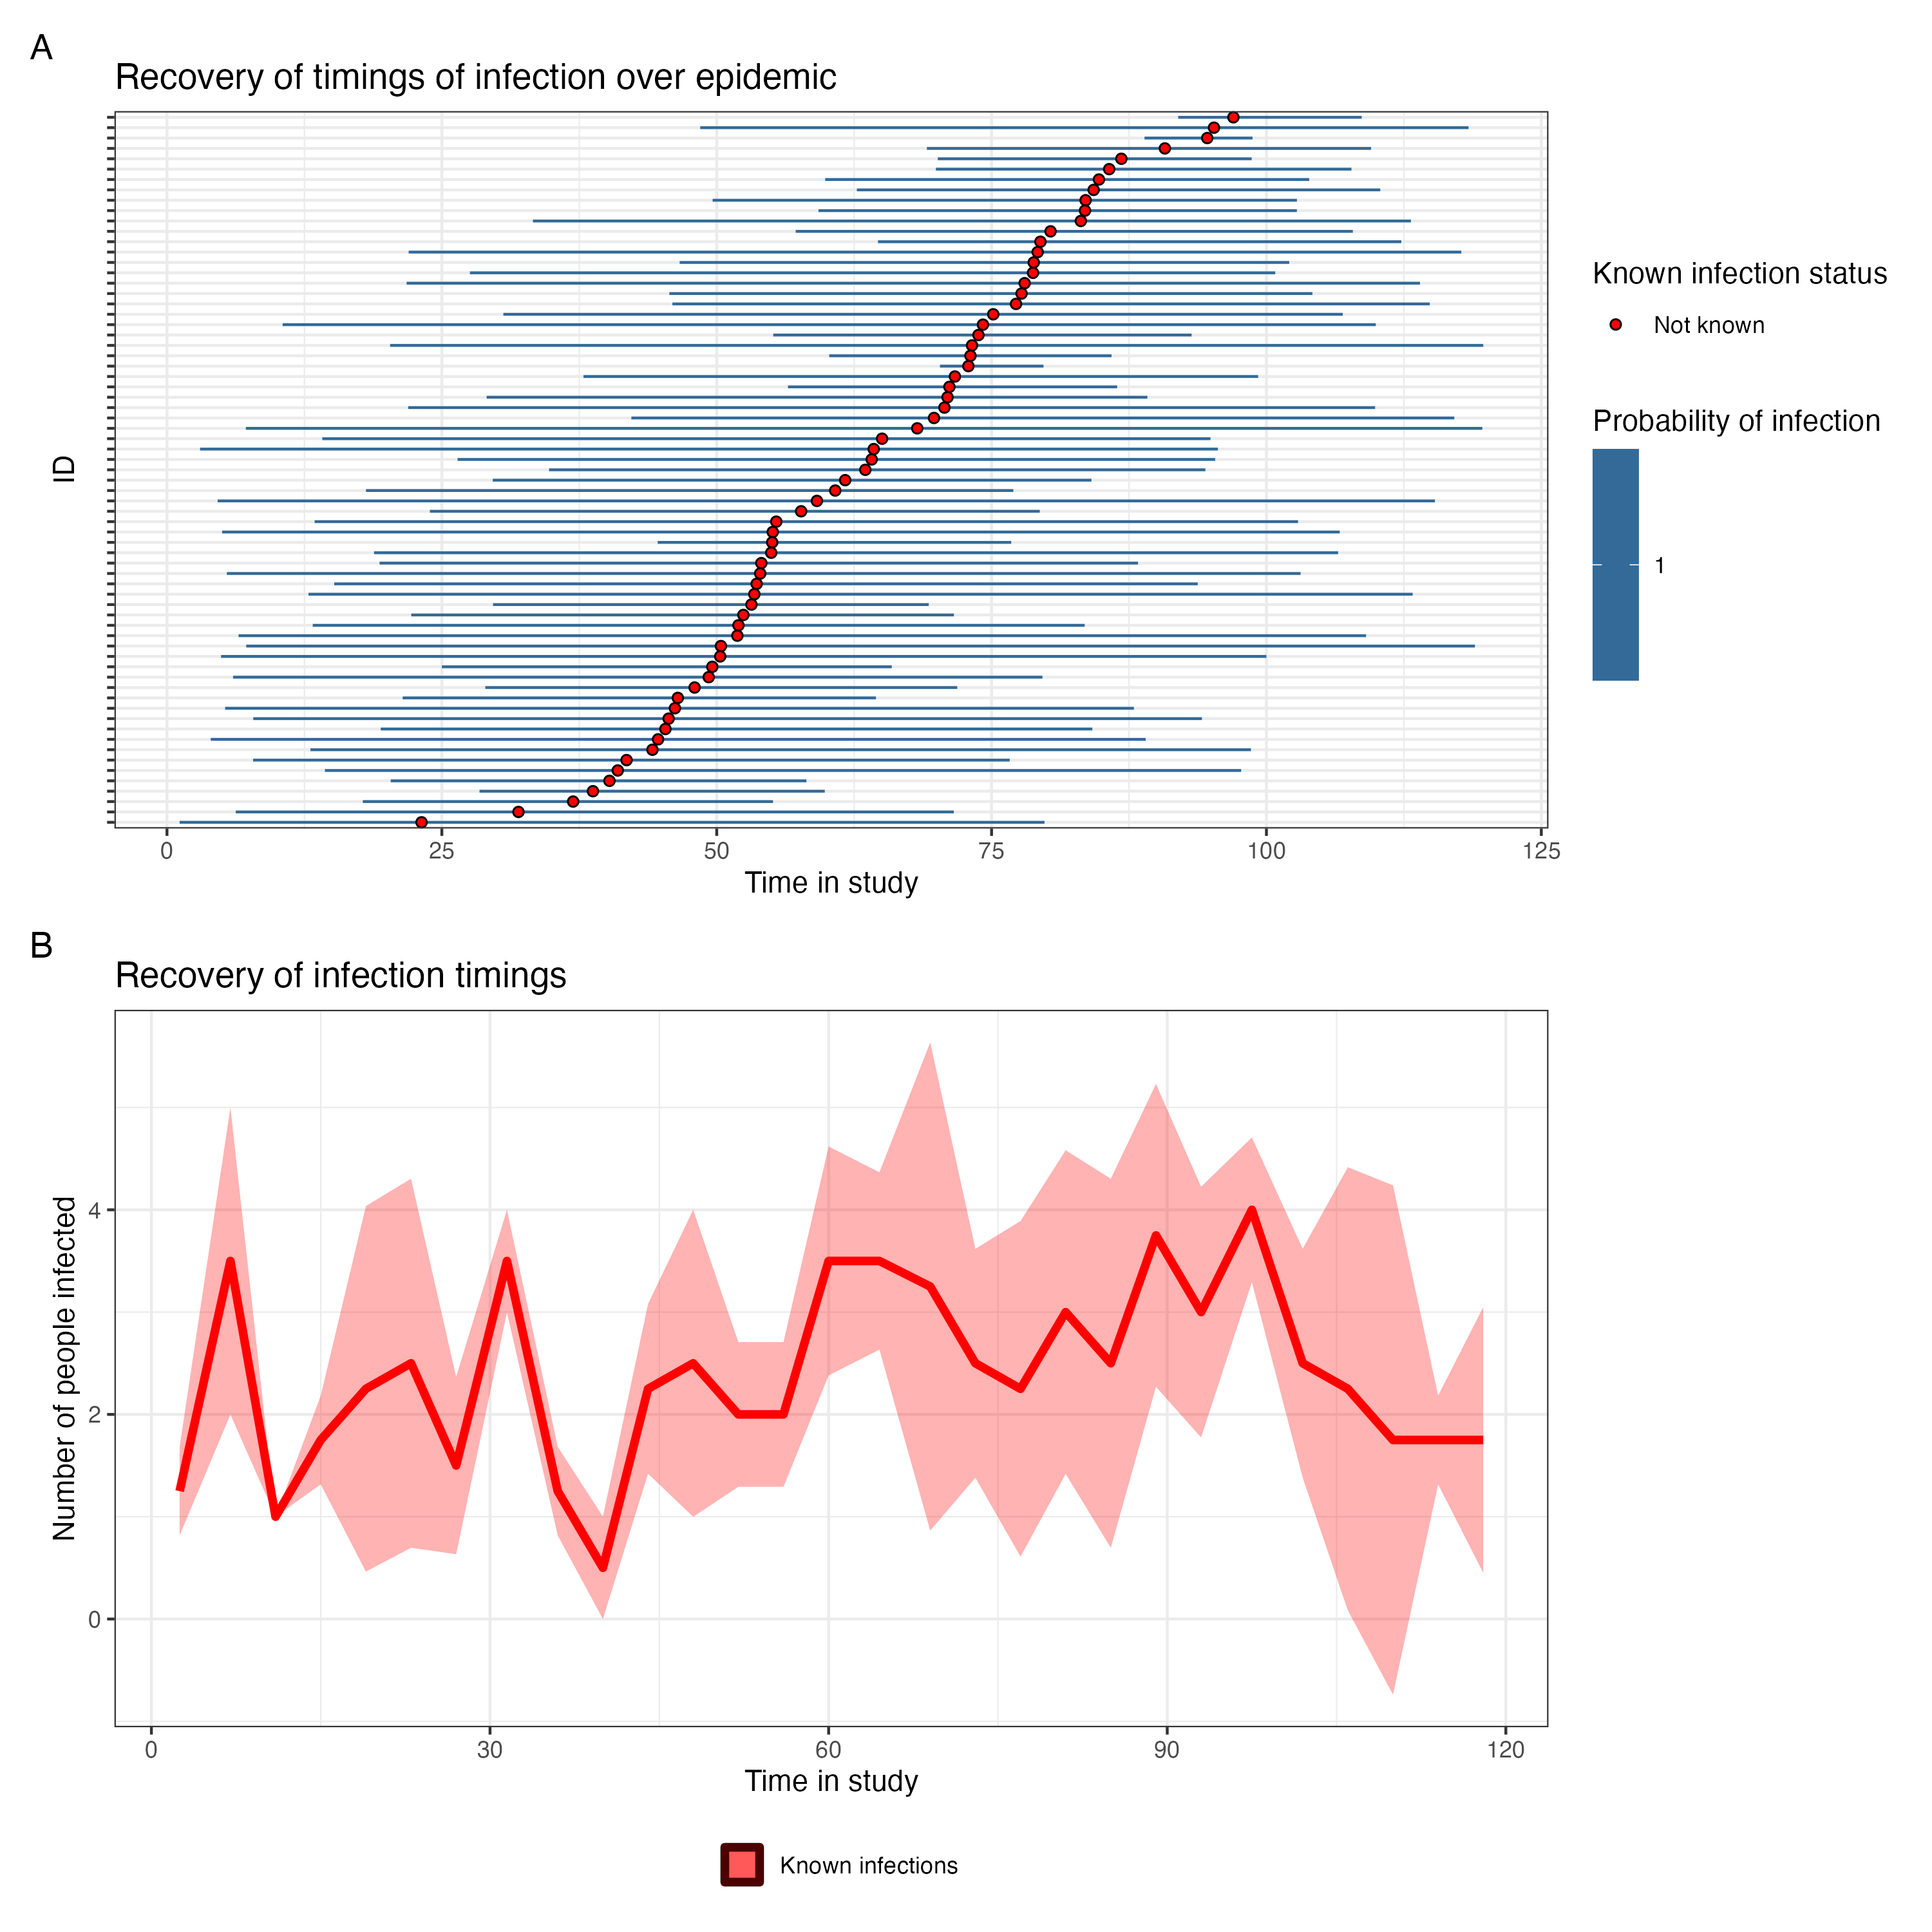 A
Recovery of timings of infection over epidemic
ID
0 25 50 75 100 125
Time in study
Known infection status
Not known
Probability of infection
1
B
Recovery of infection timings
Number of people infected
4
2
0
0 30 60 90 120
Time in study
Known infections